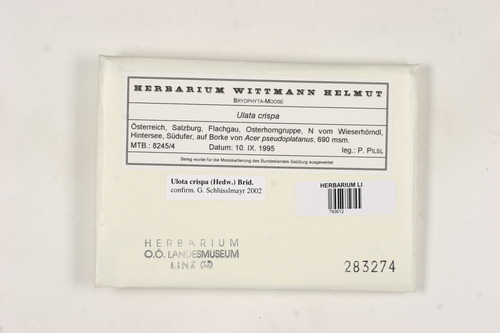 HERBARIUM WITTMANN HELMUT
BRYOPHYTA-MOOSE
Ulata crispa
Österreich, Salzburg, Flachgau, Osterhorngruppe, N vom Wieserhörndl,
Hintersee, Südufer, auf Borke von Acer pseudoplatanus, 690 msm.
MTB.: 8245/4 Datum: 10. IX. 1995 leg.: P. PILSL
Beleg wurde für die Mooskartierung des Bundeslandes Salzburg ausgewertet
Ulota crispa (Hedw.) Brid.
confirm. G. Schlüsslmayr 2002
HERBARIUM LI
793612
HERBARIUM
O.Ö. LANDESMUSEUM
LINZ
283274